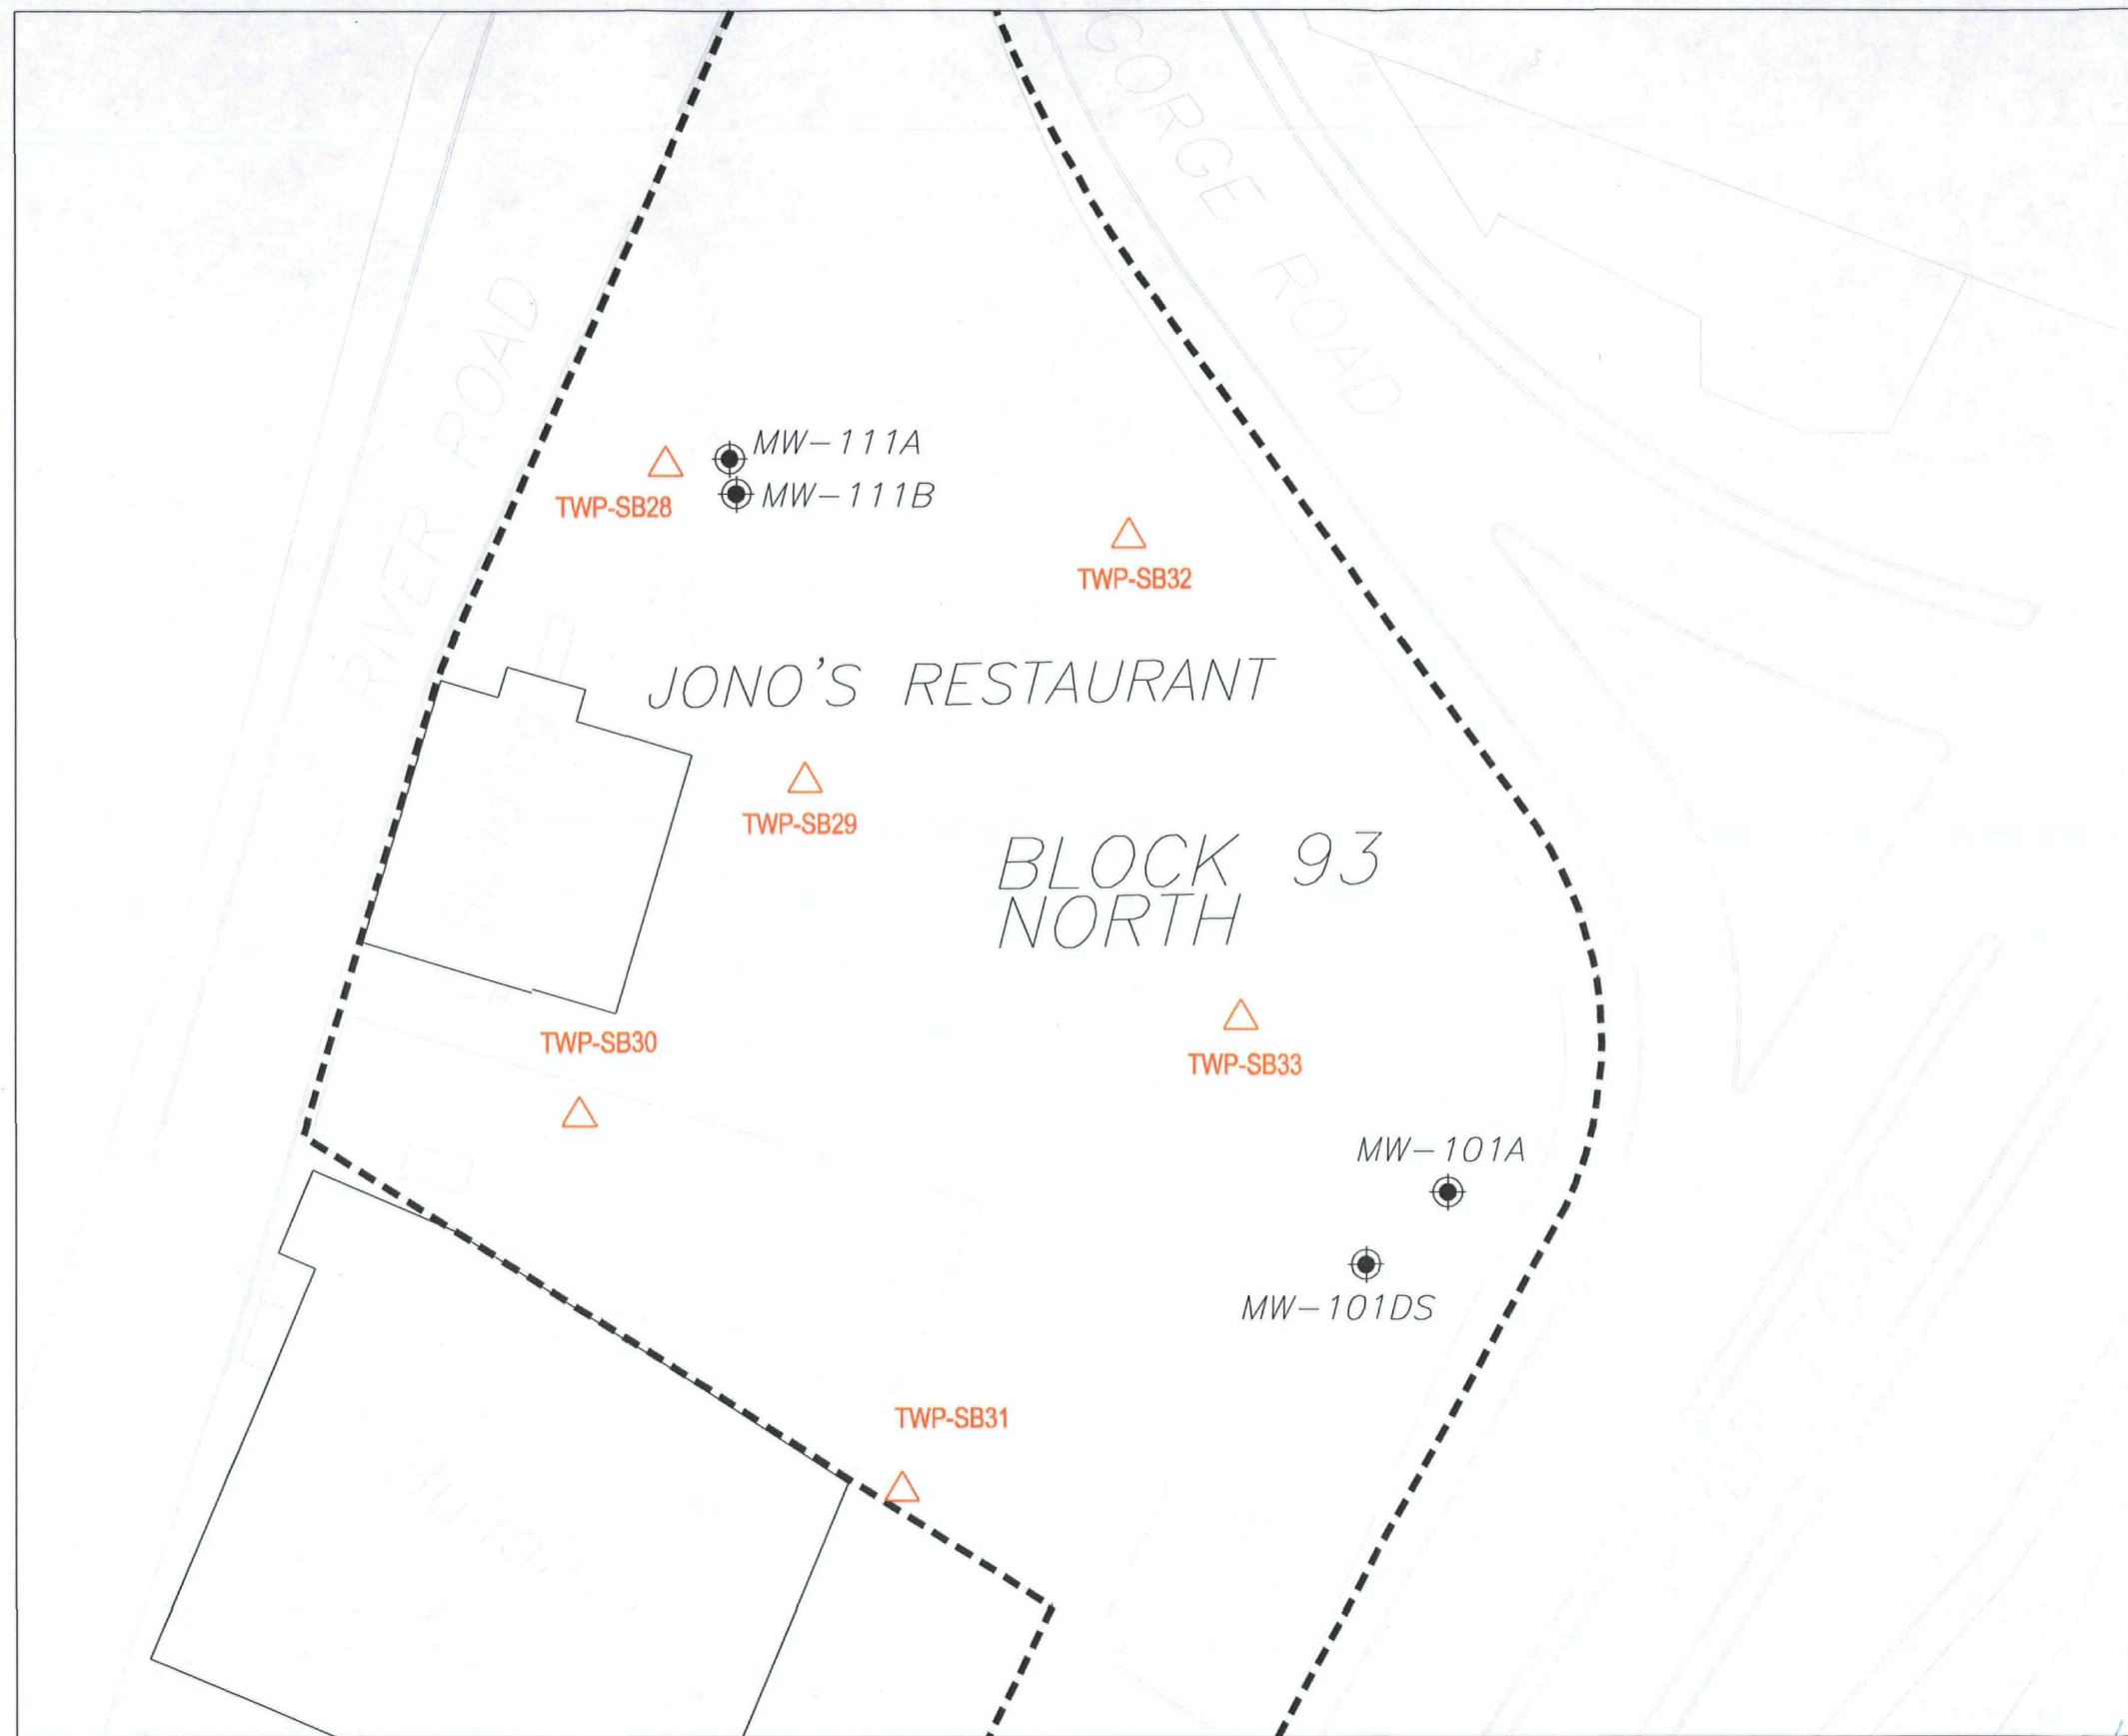 GORGE ROAD
RIVER ROAD
MW-111A
MW-111B
TWP-SB28
TWP-SB32
JONO'S RESTAURANT
TWP-SB29
BLOCK 93
NORTH
Building
TWP-SB30
TWP-SB33
MW-101A
MW-101DS
TWP-SB31